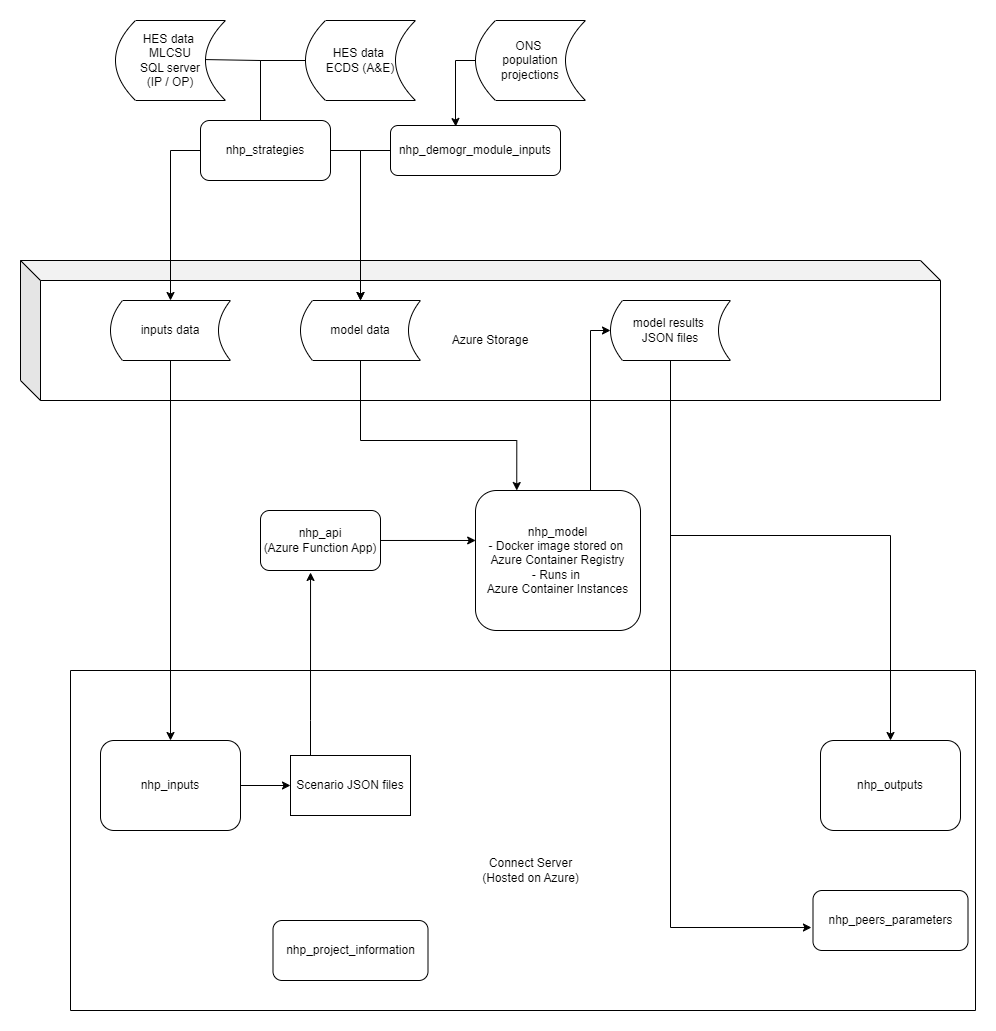 HES data
MLCSU
SQL server
(IP / OP)
HES data
ECDS (A&E)
ONS
population
projections
nhp_strategies
nhp_demogr_module_inputs
inputs data
model data
Azure Storage
model results
JSON files
nhp_api
(Azure Function App)
nhp_model
- Docker image stored on
Azure Container Registry
- Runs in
Azure Container Instances
nhp_inputs
Scenario JSON files
nhp_outputs
Connect Server
(Hosted on Azure)
nhp_peers_parameters
nhp_project_information